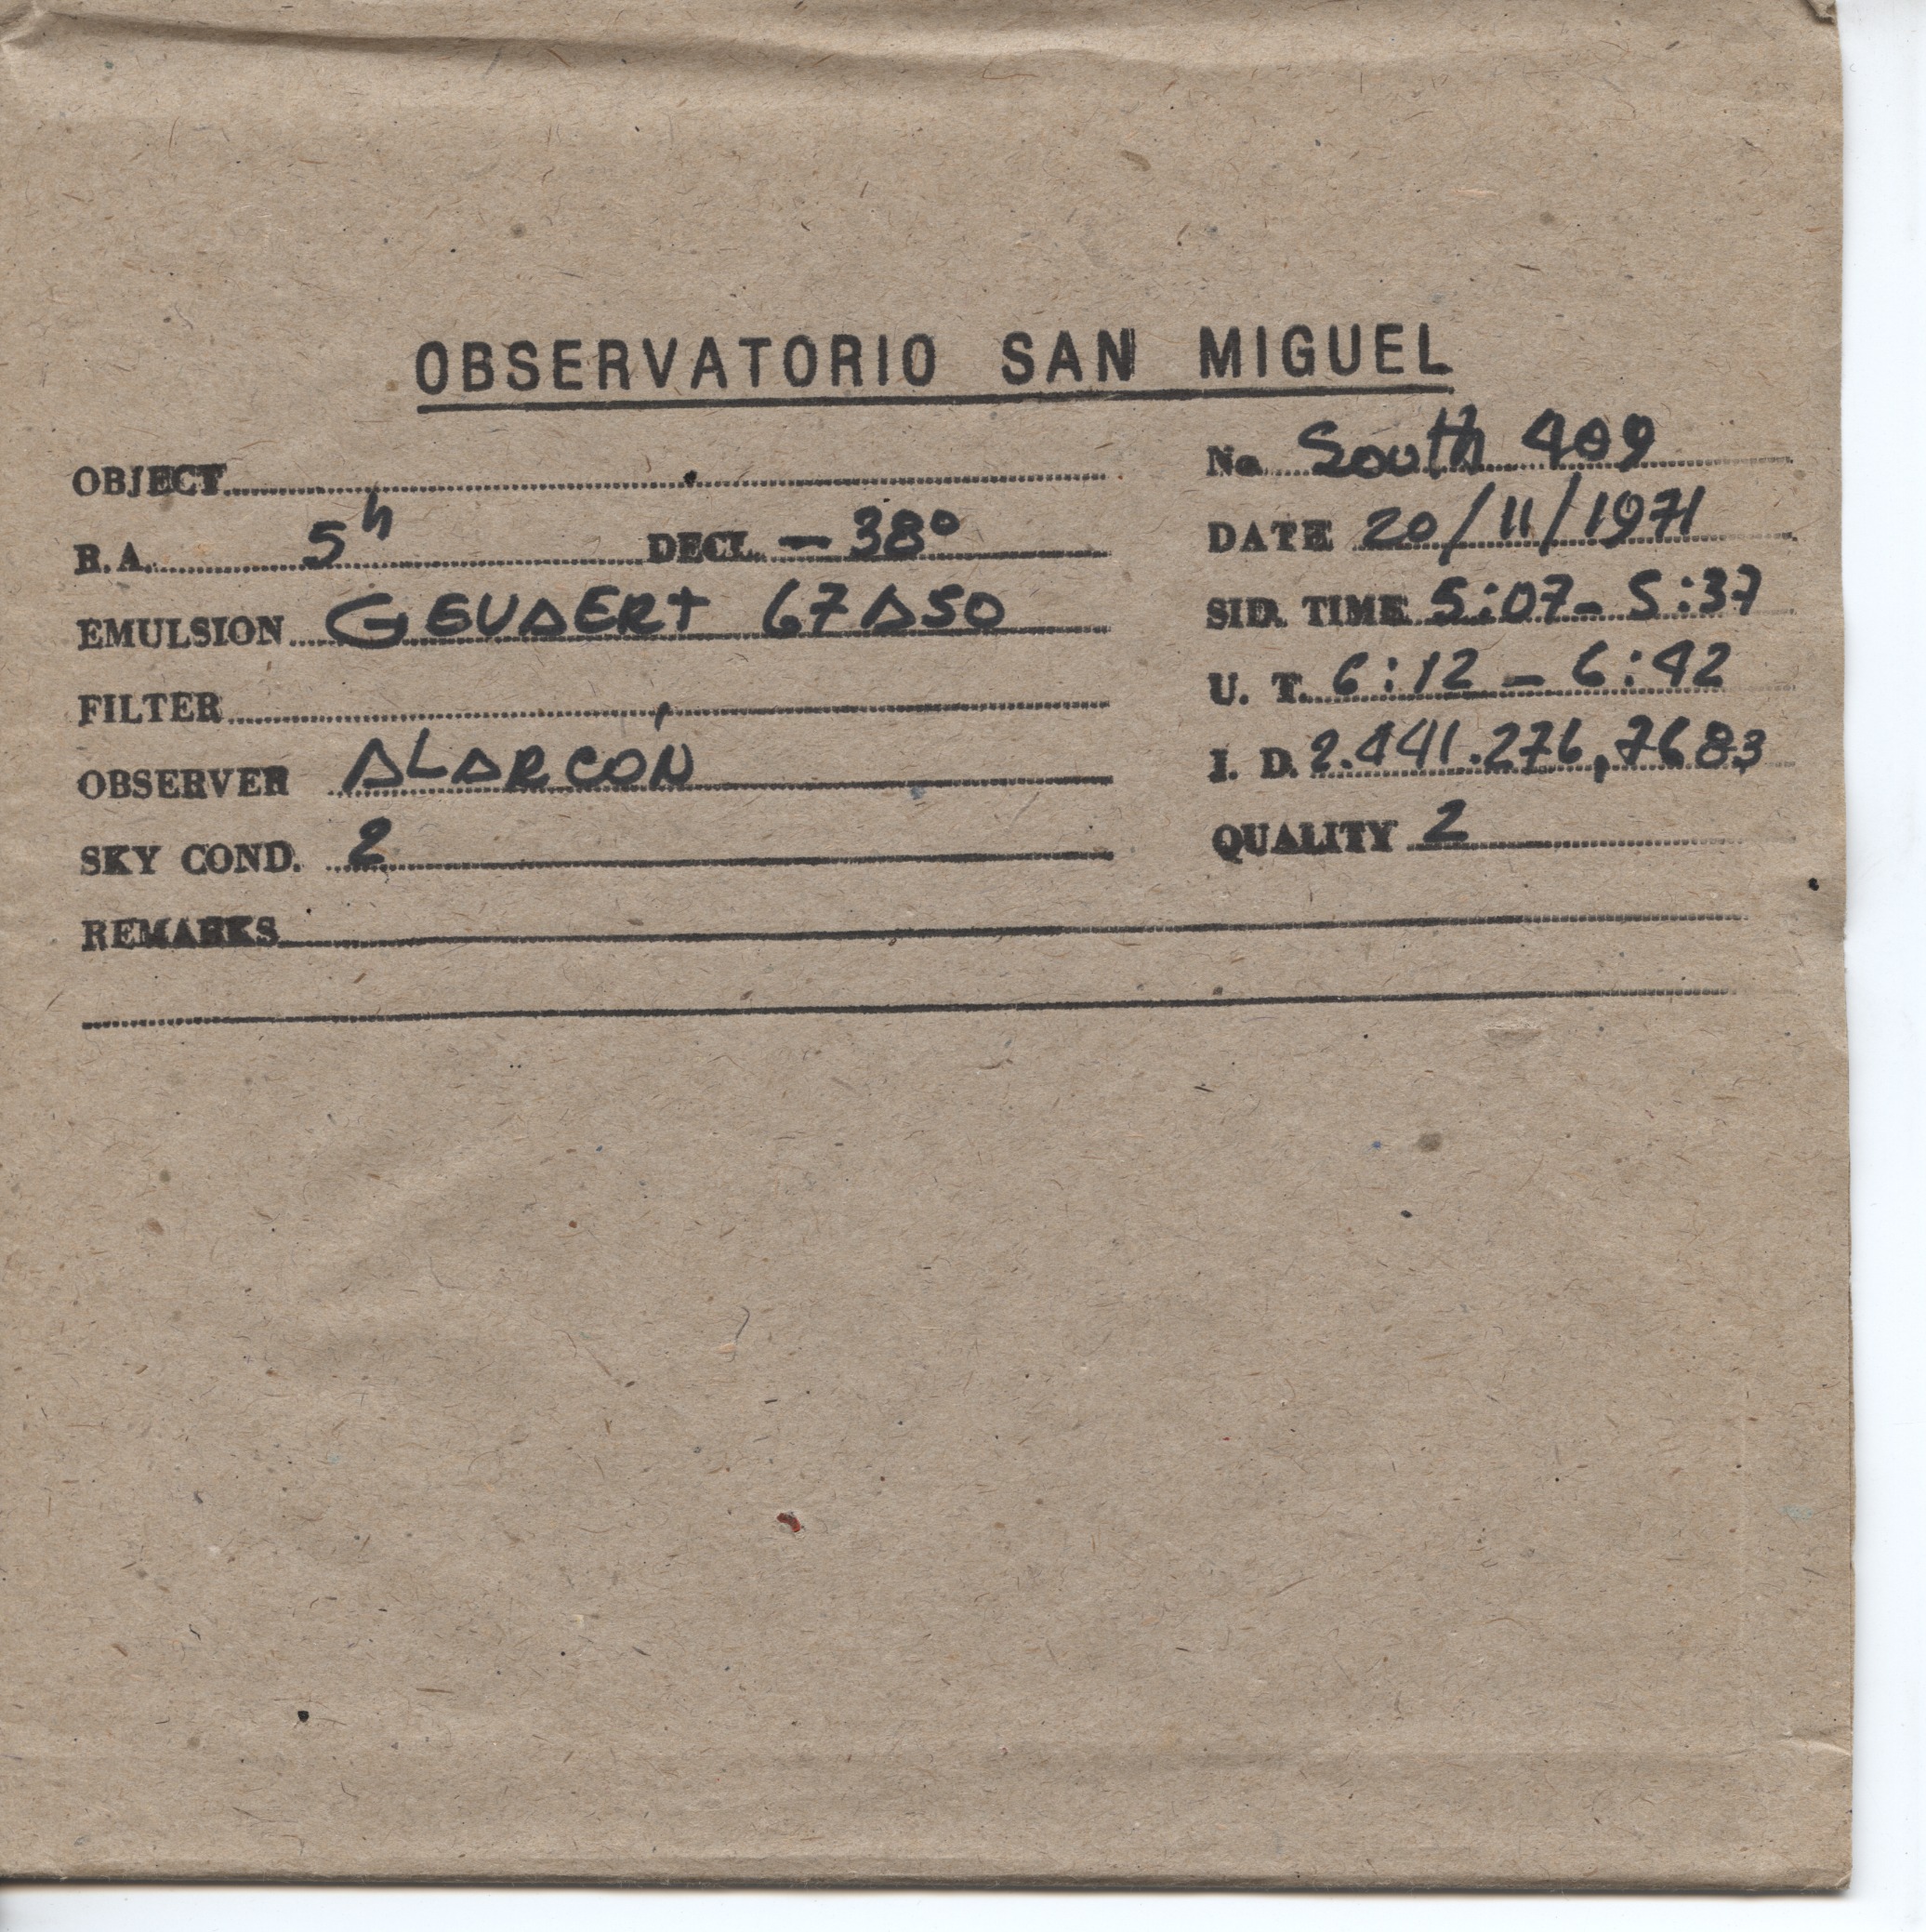 OBSERVATORIO SAN MIGUEL
OBJECT
No. South 409
R.A. 5h DECL. - 38°
DATE 20/11/1971
EMULSION GEVAERT 67A50
SID. TIME 5:07 - 5:37
FILTER
U. T. 6:12 - 6:42
OBSERVER ALARCÓN
I. D. 2.441.276,7683
SKY COND. 2
QUALITY 2
REMARKS